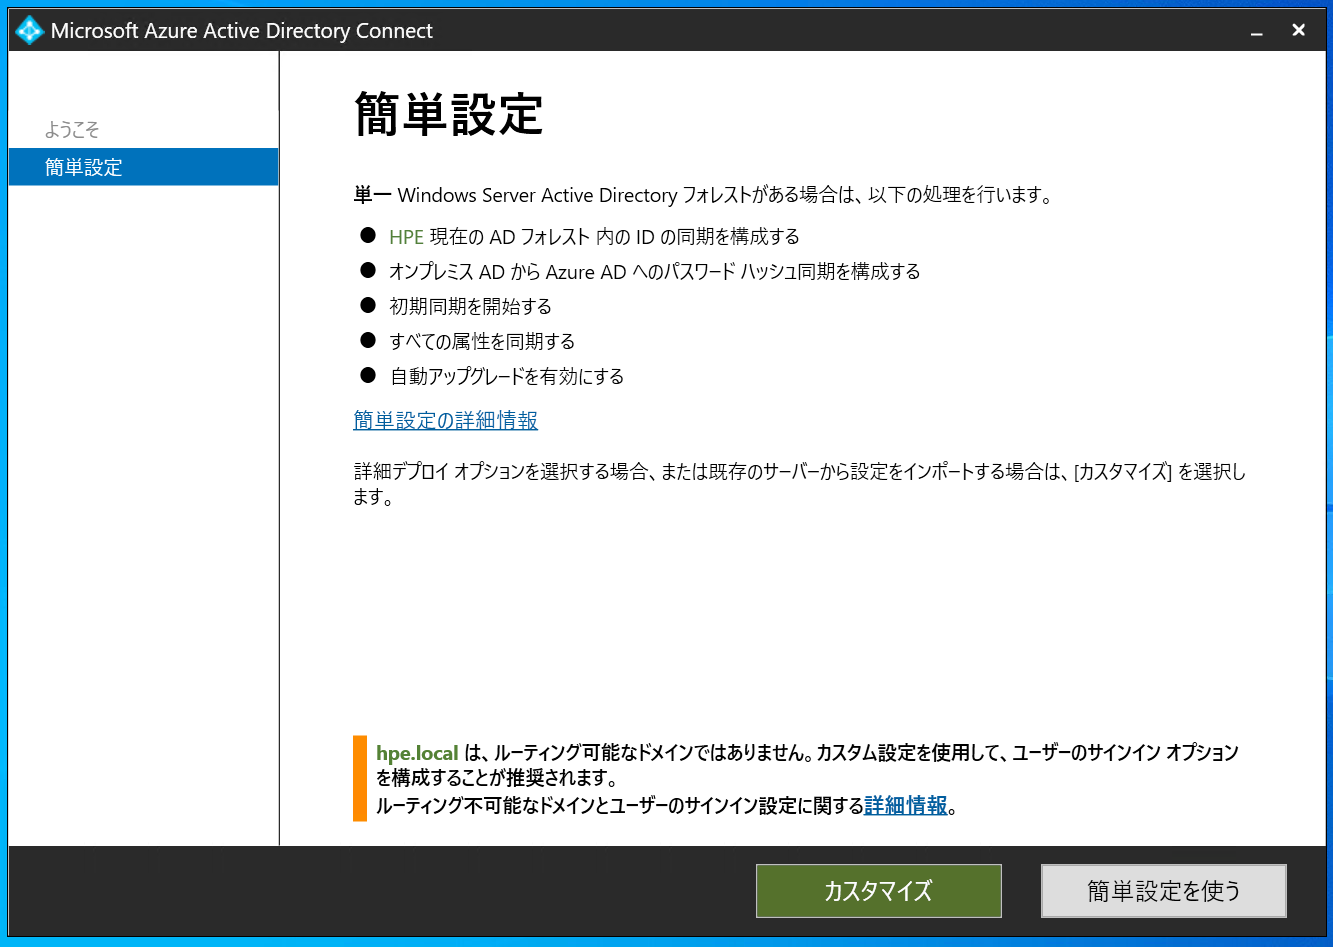 Microsoft Azure Active Directory Connect
ようこそ
簡単設定
簡単設定
単一 Windows Server Active Directory フォレストがある場合は、以下の処理を行います。
● HPE 現在の AD フォレスト 内の ID の同期を構成する
● オンプレミス AD から Azure AD へのパスワード ハッシュ同期を構成する
● 初期同期を開始する
● すべての属性を同期する
● 自動アップグレードを有効にする
簡単設定の詳細情報
詳細デプロイ オプションを選択する場合、または既存のサーバーから設定をインポートする場合は、[カスタマイズ] を選択し
ます。
hpe.local は、ルーティング可能なドメインではありません。カスタム設定を使用して、ユーザーのサインイン オプション
を構成することが推奨されます。
ルーティング不可能なドメインとユーザーのサインイン設定に関する詳細情報。
カスタマイズ
簡単設定を使う